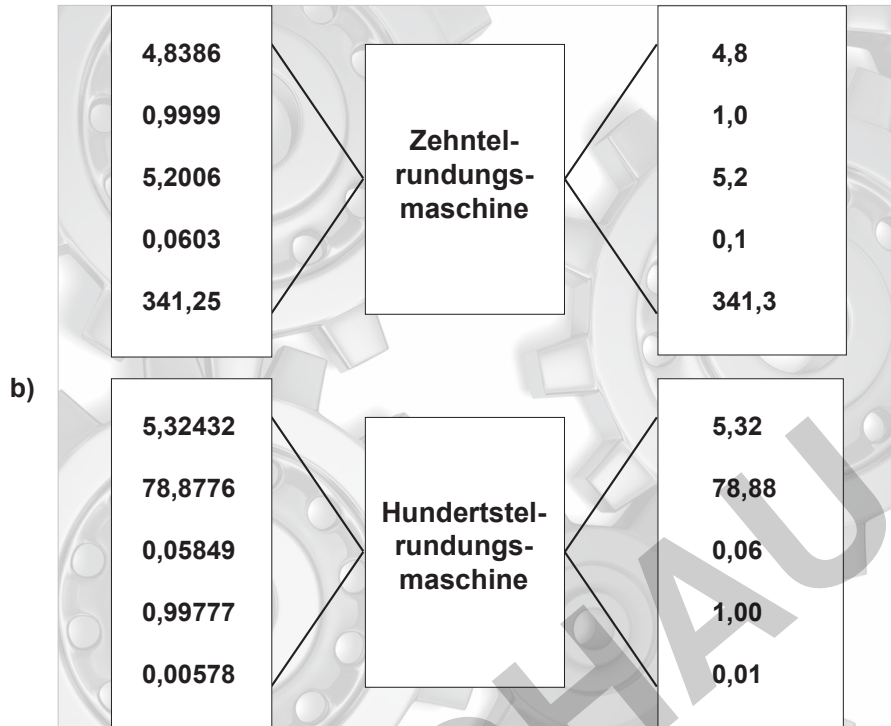 4,8386
0,9999
5,2006
0,0603
341,25
Zehntel-
rundungs-
maschine
4,8
1,0
5,2
0,1
341,3
b)
5,32432
78,8776
0,05849
0,99777
0,00578
Hundertstel-
rundungs-
maschine
5,32
78,88
0,06
1,00
0,01
HAU